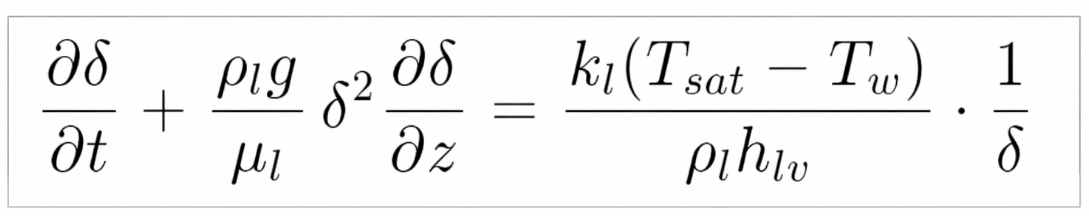 ∂δ/∂t + ρ_l g/μ_l δ² ∂δ/∂z = k_l(T_sat − T_w)/ρ_l h_lv · 1/δ